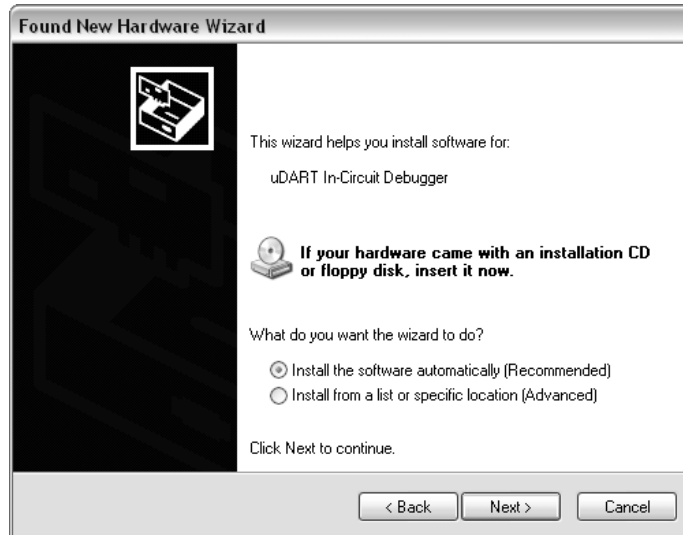 Found New Hardware Wizard
This wizard helps you install software for:
uDART In-Circuit Debugger
If your hardware came with an installation CD
or floppy disk, insert it now.
What do you want the wizard to do?
Install the software automatically (Recommended)
Install from a list or specific location (Advanced)
Click Next to continue.
< Back
Next >
Cancel